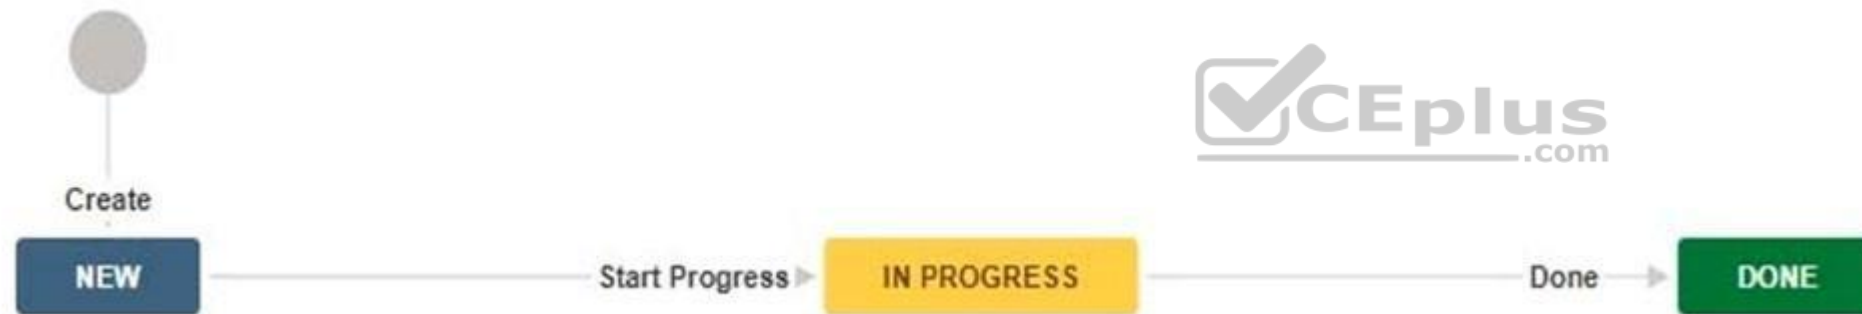 CEplus
.com
Create
NEW
Start Progress
IN PROGRESS
Done
DONE